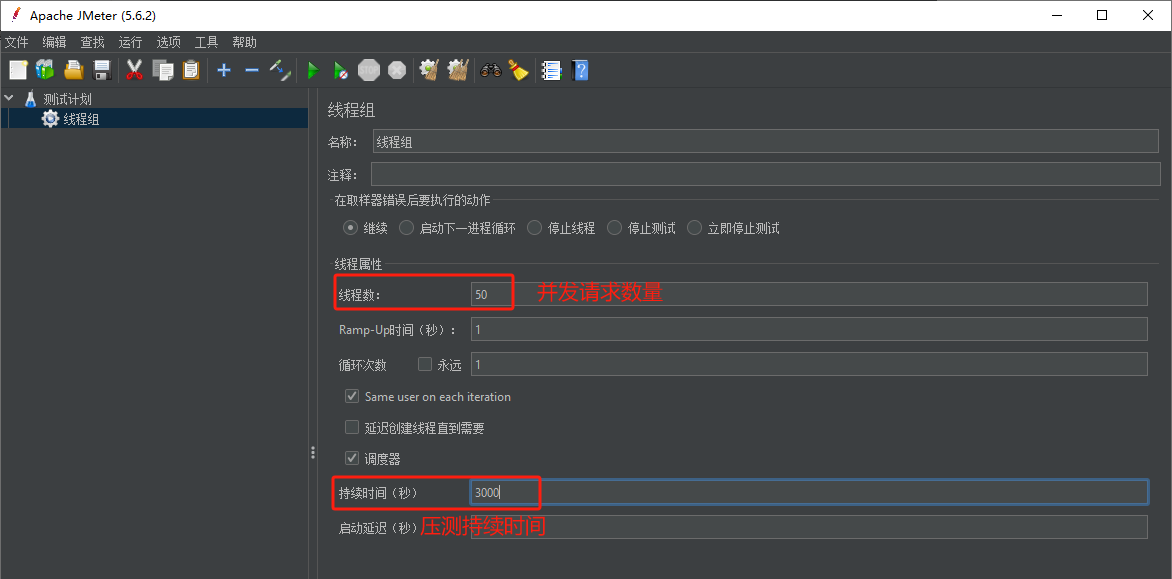 Apache JMeter (5.6.2)
文件 编辑 查找 运行 选项 工具 帮助
STOP
测试计划
线程组
线程组
名称： 线程组
注释：
在取样器错误后要执行的动作
继续 启动下一进程循环 停止线程 停止测试 立即停止测试
线程属性
线程数： 50 并发请求数量
Ramp-Up时间（秒）： 1
循环次数 永远 1
Same user on each iteration
延迟创建线程直到需要
调度器
持续时间（秒） 3000
启动延迟（秒） 压测持续时间